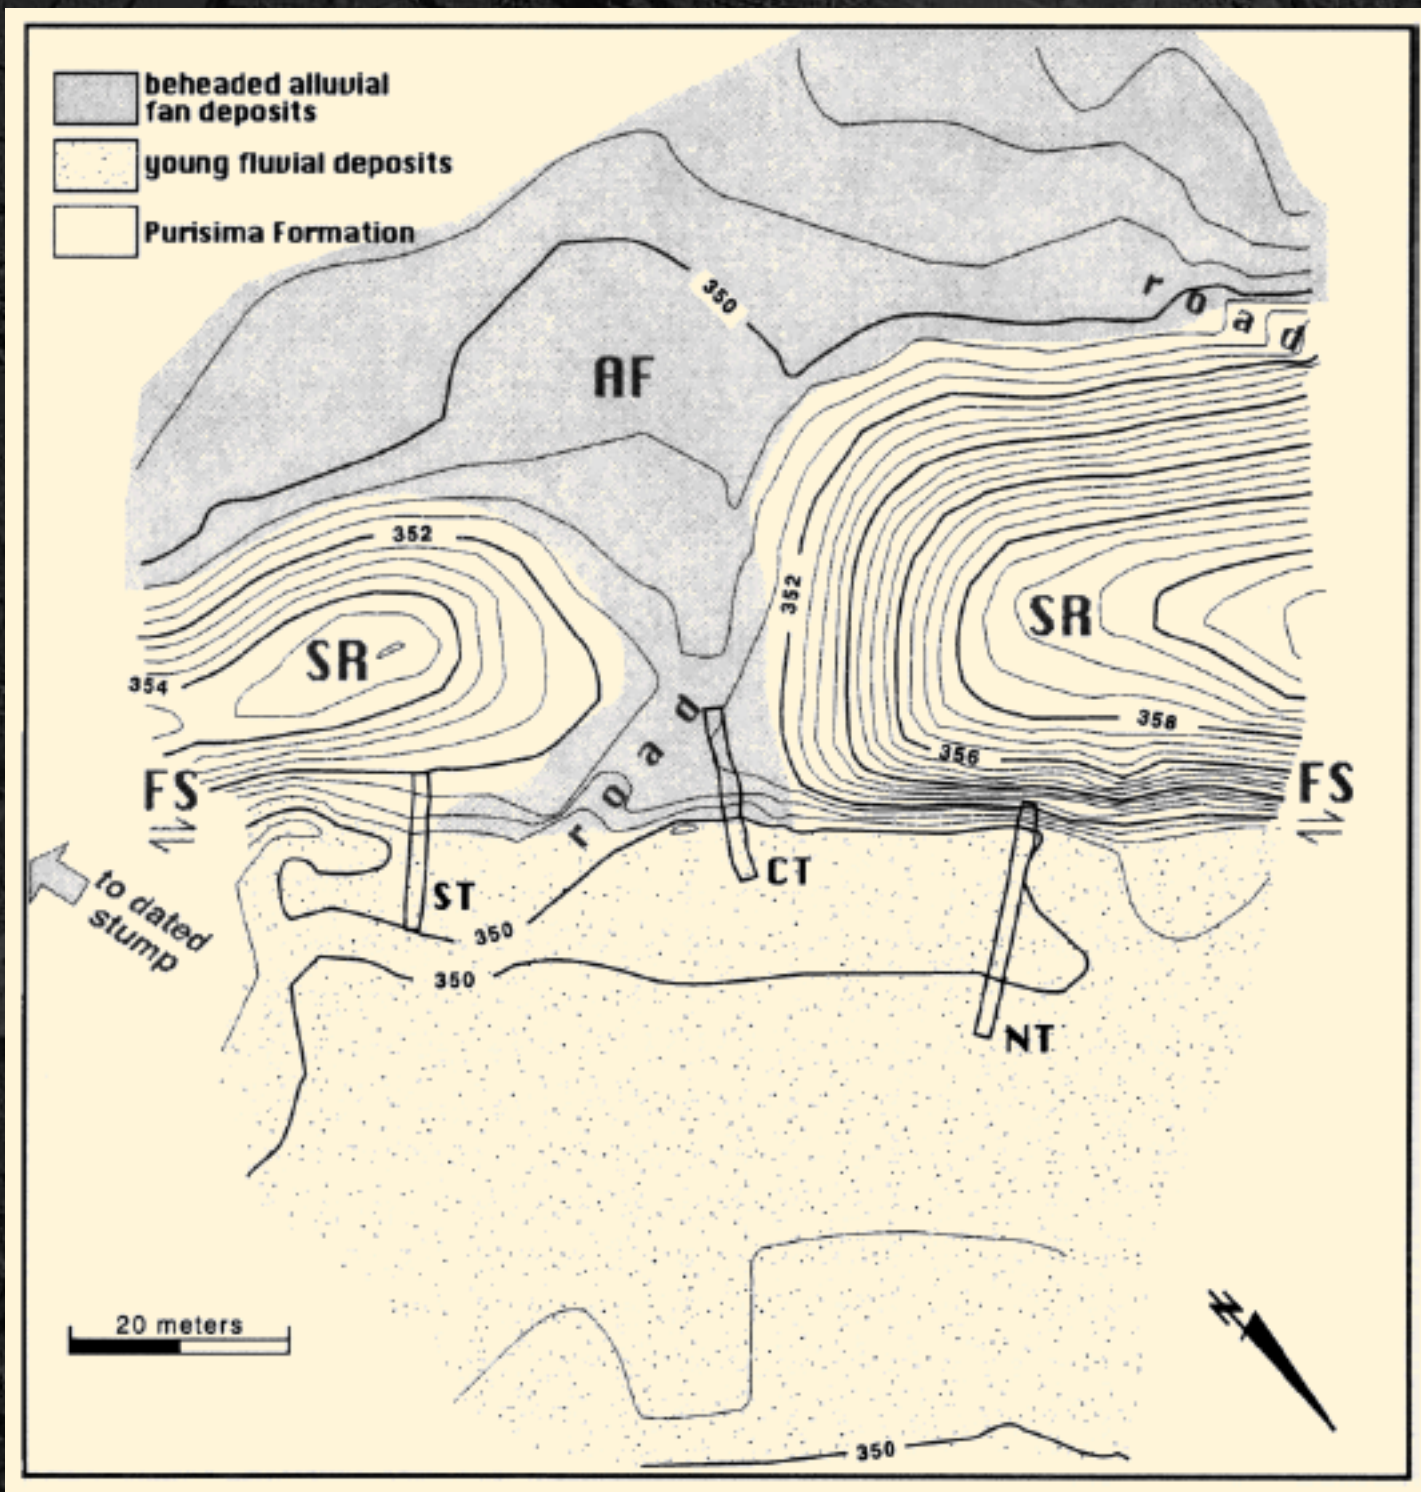 beheaded alluvial
fan deposits
young fluvial deposits
Purisima Formation
350
road
AF
352
352
SR
SR
354
358
356
road
FS
FS
CT
ST
to dated
stump
350
350
NT
20 meters
N
350